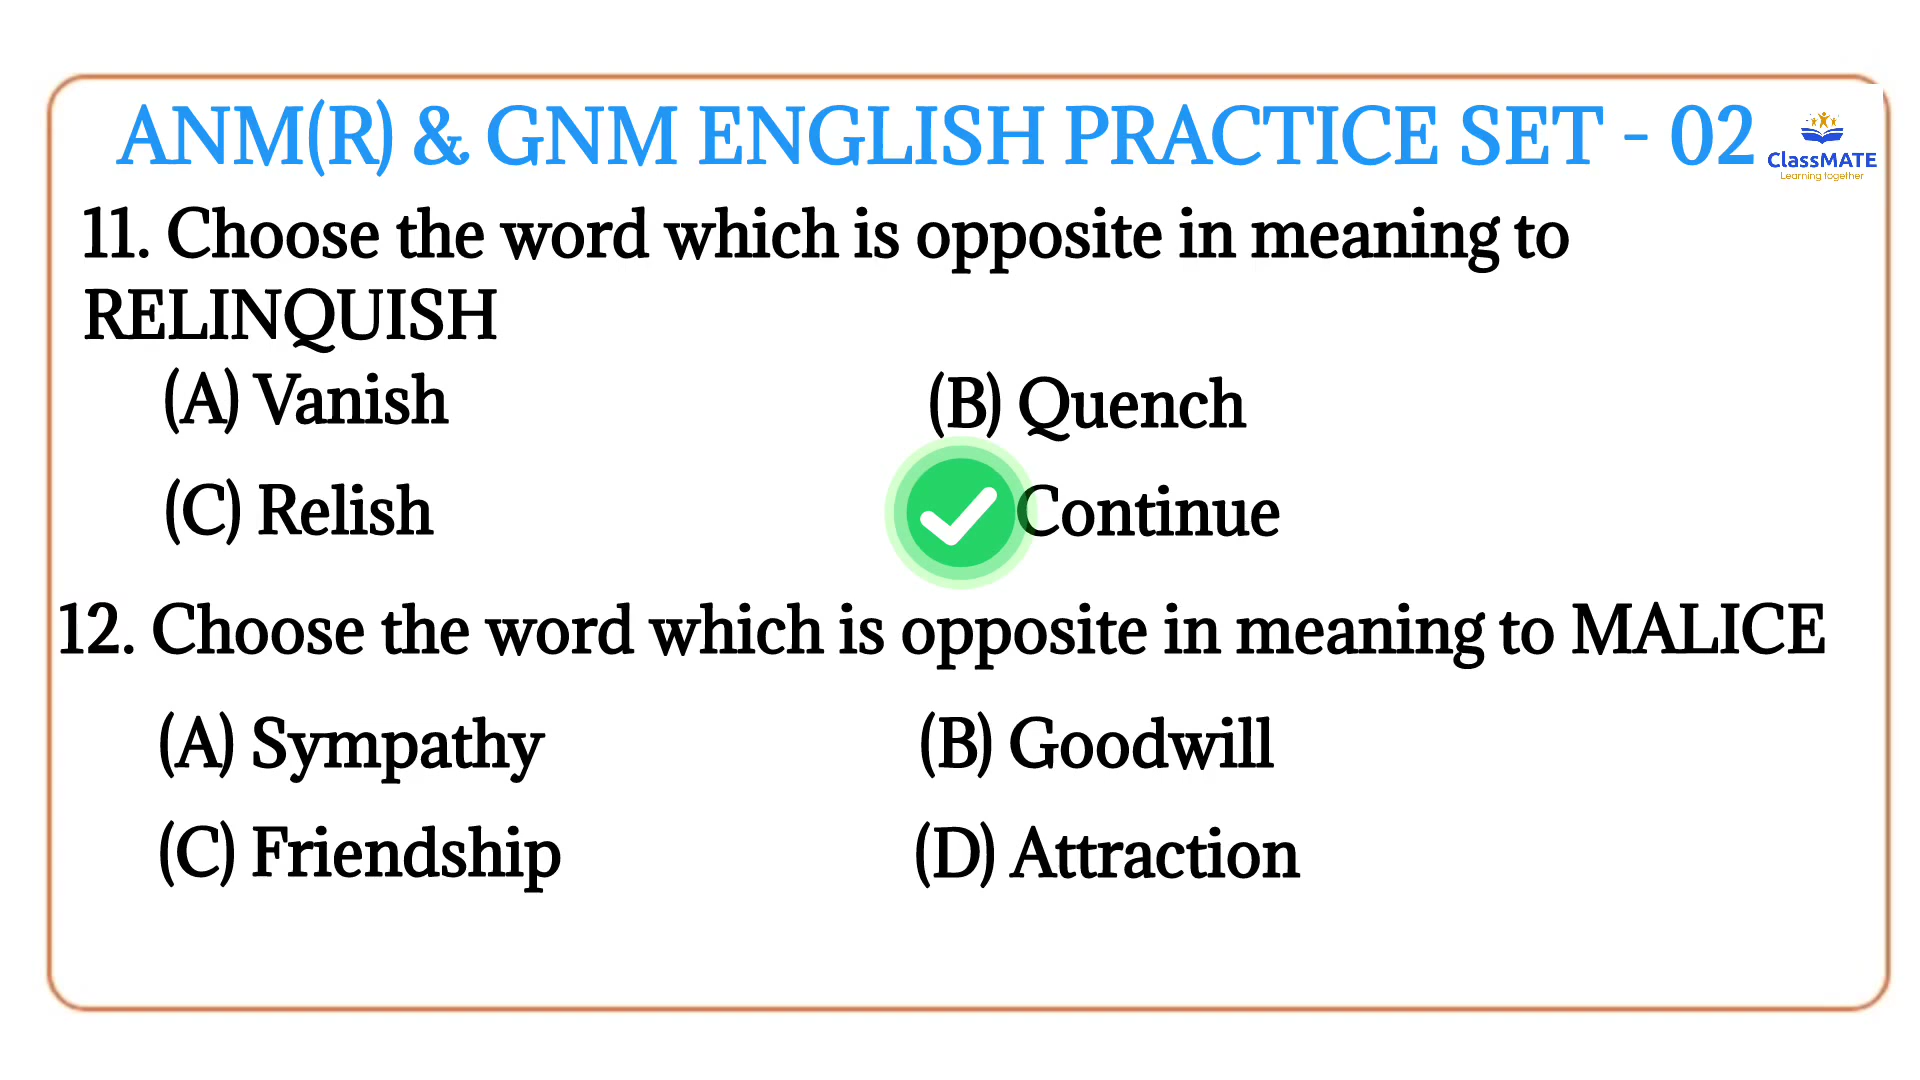 ANM(R) & GNM ENGLISH PRACTICE SET - 02
ClassMATE
Learning together
11. Choose the word which is opposite in meaning to
RELINQUISH
(A) Vanish
(B) Quench
(C) Relish
Continue
12. Choose the word which is opposite in meaning to MALICE
(A) Sympathy
(B) Goodwill
(C) Friendship
(D) Attraction